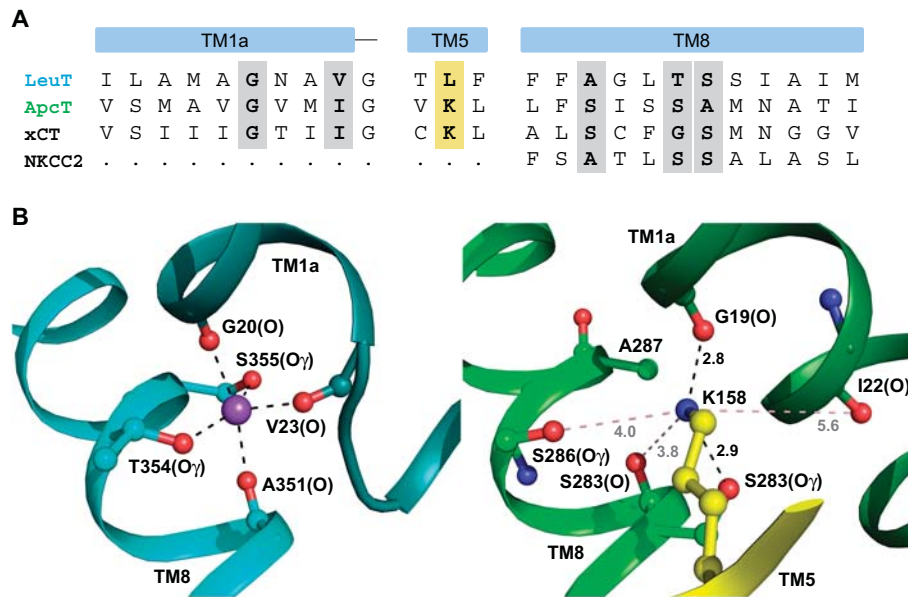 A
TM1a TM5 TM8
LeuT I L A M A G N A V G T L F F F A G L T S S I A I M
ApcT V S M A V G V M I G V K L L F S I S S A M N A T I
xCT V S I I I G T I I G C K L A L S C F G S M N G G V
NKCC2 . . . . . . . . . . . . . F S A T L S S A L A S L
B
TM1a
G20(O)
S355(Oγ)
V23(O)
T354(Oγ)
A351(O)
TM8
TM1a
G19(O)
A287
2.8
K158
I22(O)
4.0
5.6
S286(Oγ)
3.8
2.9
S283(O)
S283(Oγ)
TM8
TM5